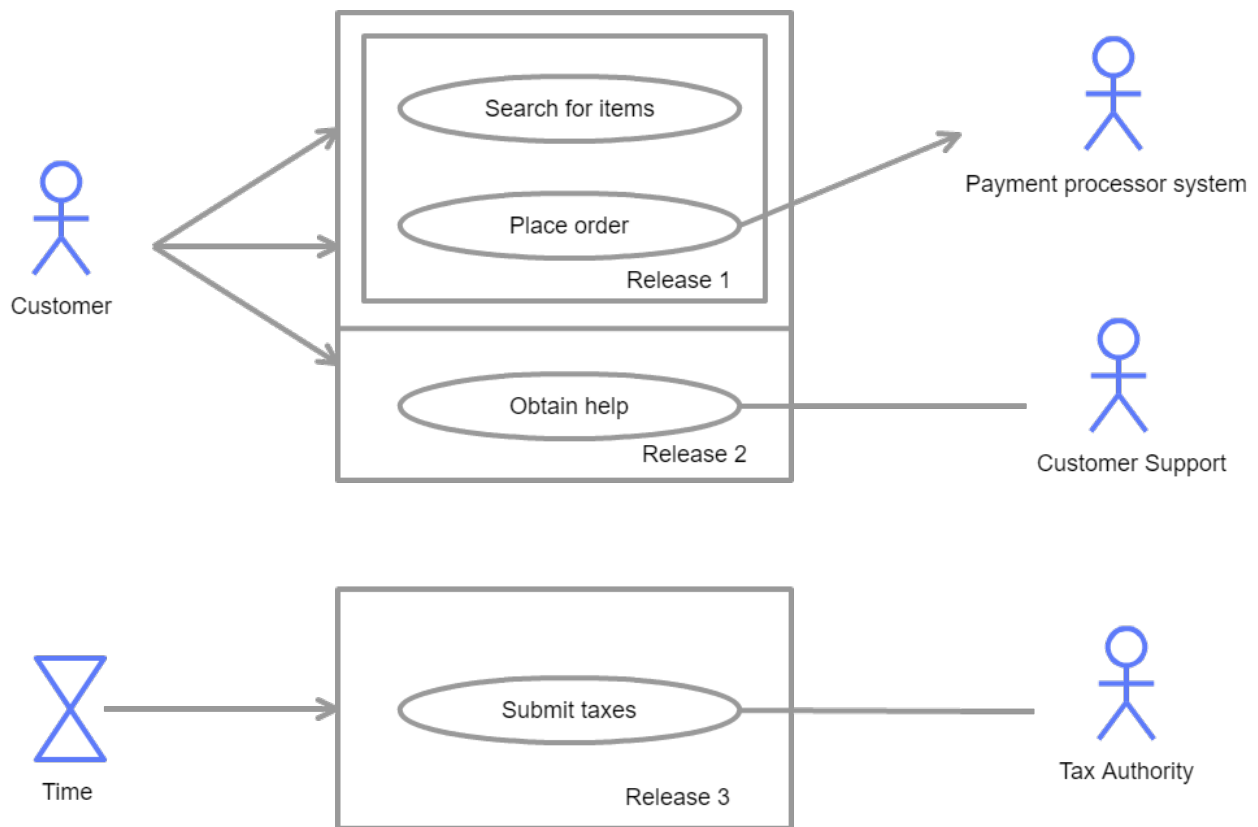 Search for items
Payment processor system
Place order
Release 1
Customer
Obtain help
Release 2
Customer Support
Submit taxes
Tax Authority
Time
Release 3